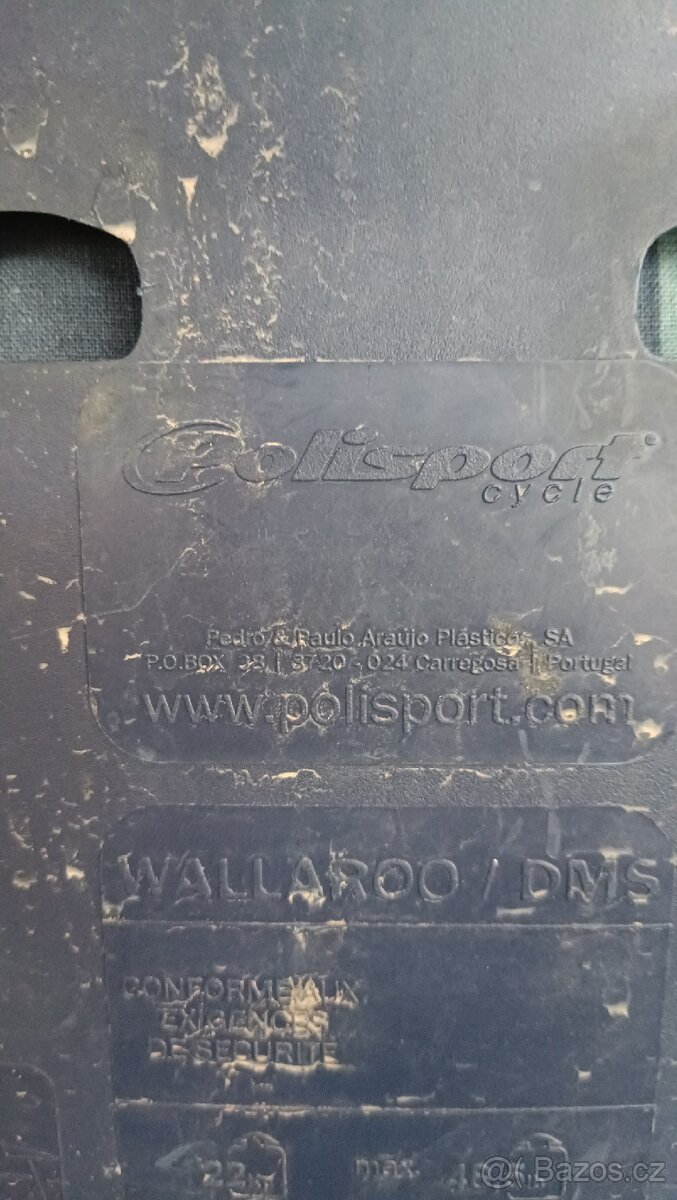 Polisport®
cycle
Pedro & Paulo Araújo Plásticos, SA
P.O.BOX 38 | 3720 - 024 Carregosa | Portugal
www.polisport.com
WALLAROO / DMS
CONFORME AUX
EXIGENCES
DE SECURITE
22 max.
Bazos.cz